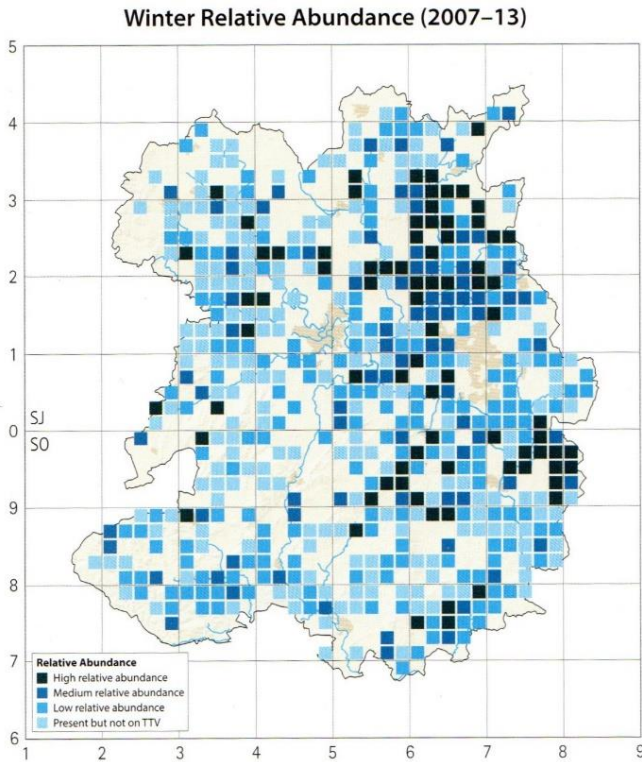 Winter Relative Abundance (2007–13)
5
4
3
2
1
SJ
0
SO
9
8
7
6
Relative Abundance
High relative abundance
Medium relative abundance
Low relative abundance
Present but not on TTV
1 2 3 4 5 6 7 8 9